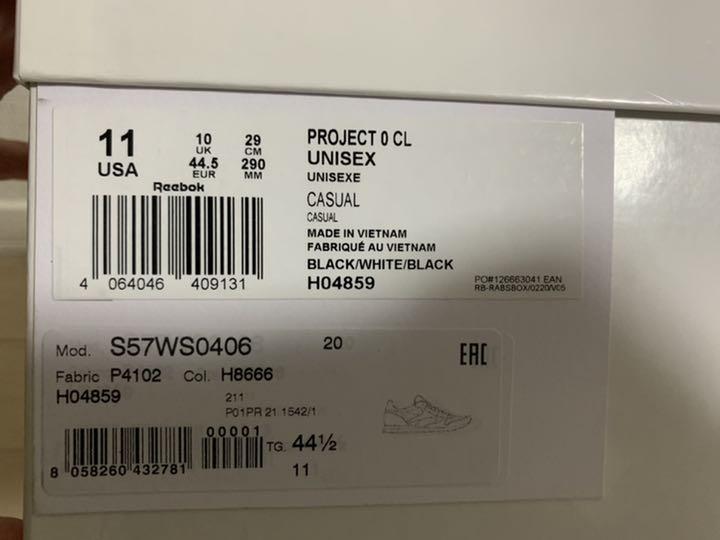 11
USA
10
UK
44.5
EUR
29
CM
290
MM
Reebok
4 064046 409131
PROJECT 0 CL
UNISEX
UNISEXE
CASUAL
CASUAL
MADE IN VIETNAM
FABRIQUÉ AU VIETNAM
BLACK/WHITE/BLACK
H04859
PO#126663041 EAN
RB-RABSBOX/0220/V05
Mod. S57WS0406 20
Fabric P4102 Col. H8666
H04859
211
P01PR 21 1542/1
EAC
00001
8 058260 432781
TG. 44½
11